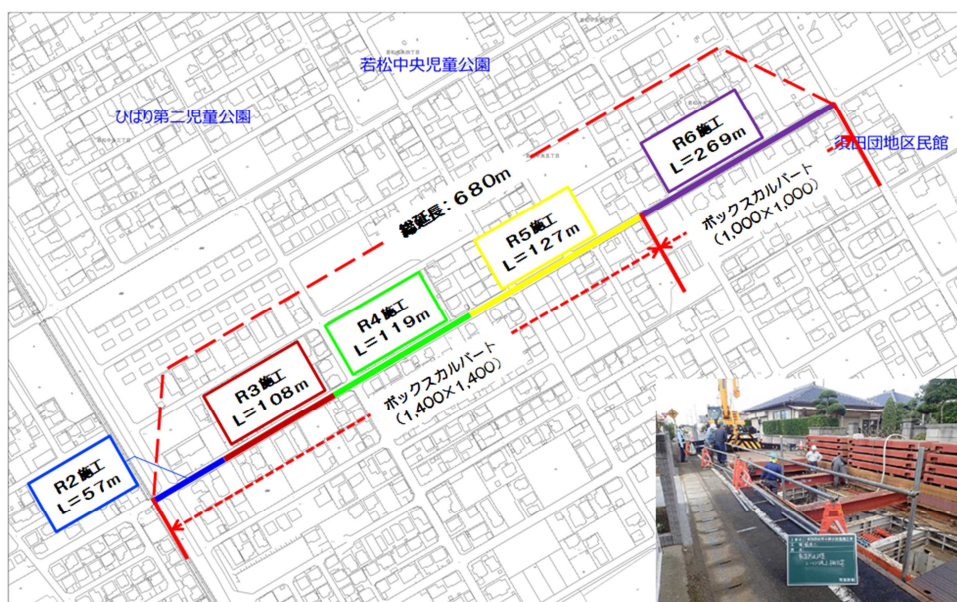 若松中央児童公園
ひばり第二児童公園
須田団地区民館
総延長：６８０ｍ
R6施工
L=269m
ボックスカルバート
(1,000×1,000)
R5施工
L=127m
R4施工
L=119m
ボックスカルバート
(1,400×1,400)
R3施工
L=108m
R2施工
L=57m